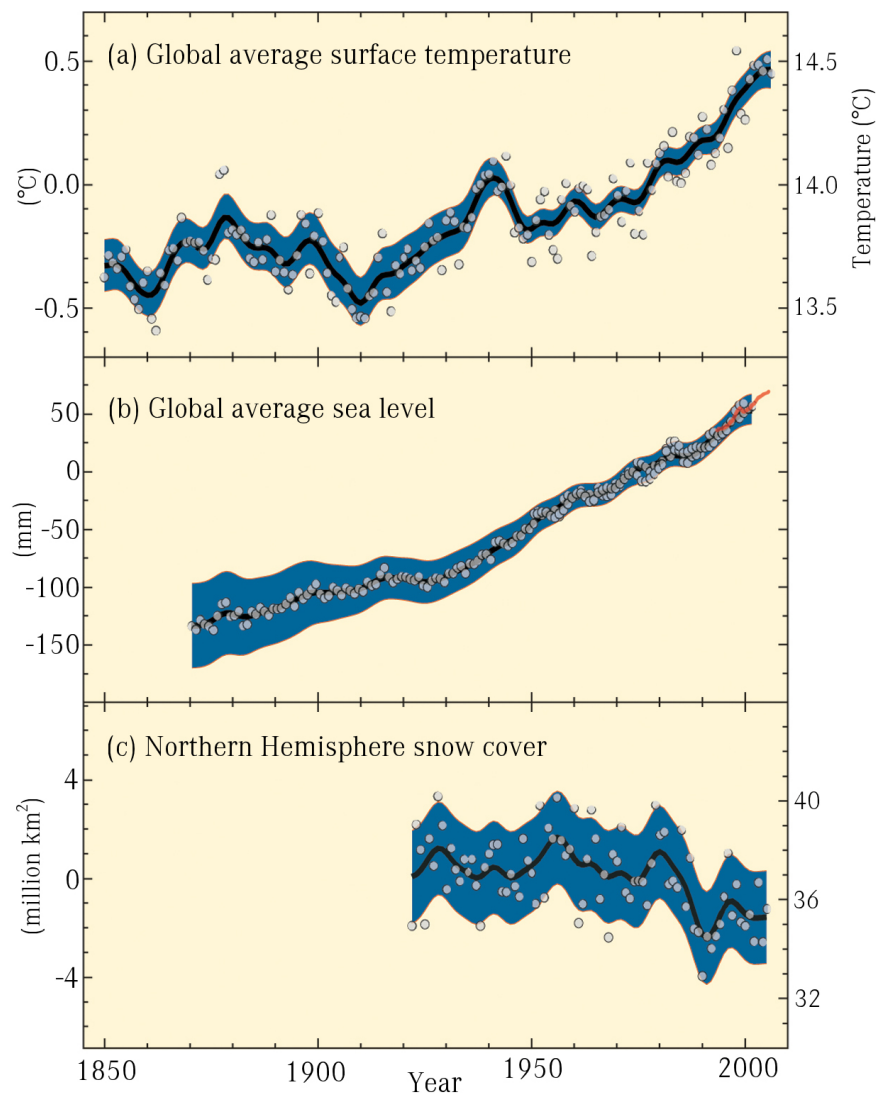 (a) Global average surface temperature
0.5
0.0
-0.5
(°C)
14.5
14.0
13.5
Temperature (°C)
(b) Global average sea level
50
0
-50
-100
-150
(mm)
(c) Northern Hemisphere snow cover
4
0
-4
(million km²)
40
36
32
1850
1900
1950
2000
Year